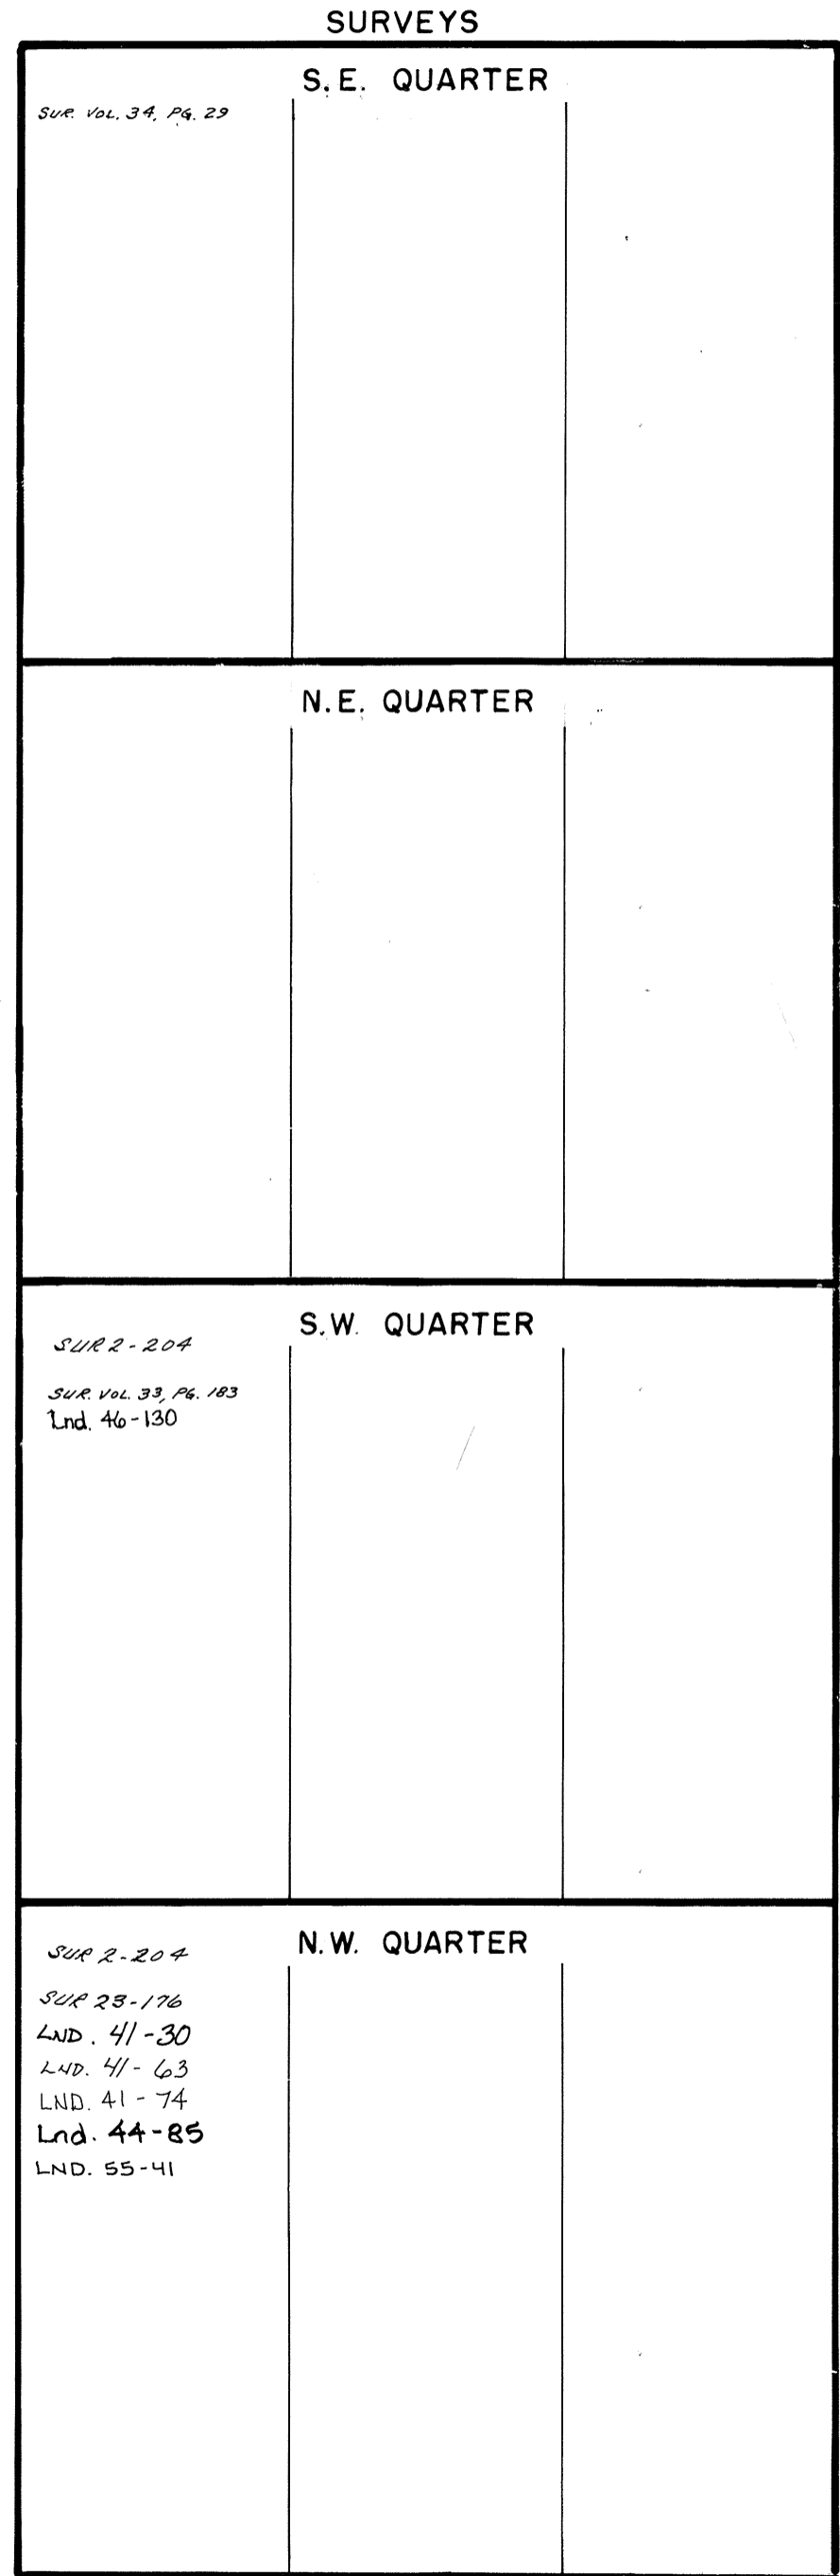 SURVEYS
S.E. QUARTER
SUR. VOL. 34, PG. 29
N.E. QUARTER
S.W. QUARTER
SUR 2-204
SUR. VOL. 33, PG. 183
Lnd. 46-130
N.W. QUARTER
SUR 2-204
SUR 23-176
LND. 41-30
LND. 41-63
LND. 41-74
Lnd. 44-85
LND. 55-41